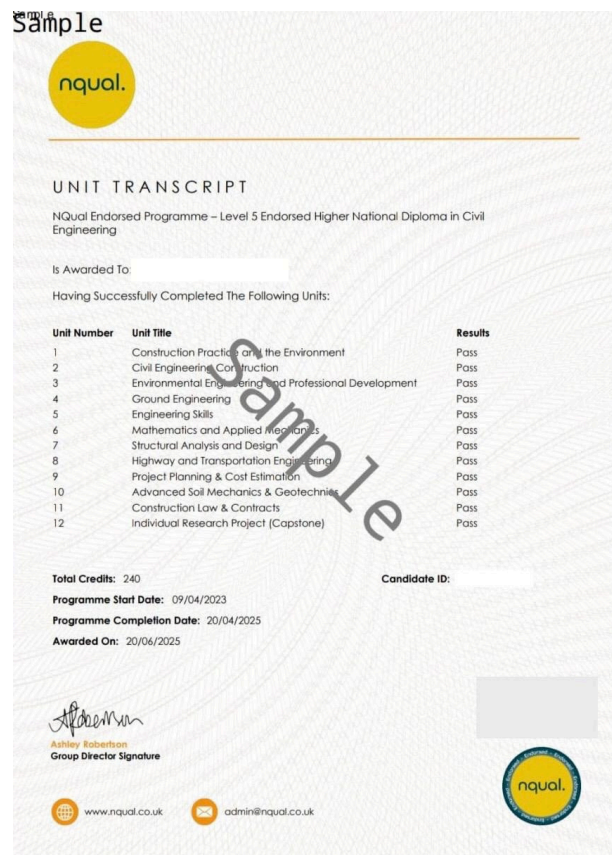 Sample
Sample
nqual.
UNIT TRANSCRIPT
NQual Endorsed Programme – Level 5 Endorsed Higher National Diploma in Civil
Engineering
Is Awarded To:
Having Successfully Completed The Following Units:
Unit Number Unit Title Results
1 Construction Practice and the Environment Pass
2 Civil Engineering Construction Pass
3 Environmental Engineering and Professional Development Pass
4 Ground Engineering Pass
5 Engineering Skills Pass
6 Mathematics and Applied Mechanics Pass
7 Structural Analysis and Design Pass
8 Highway and Transportation Engineering Pass
9 Project Planning & Cost Estimation Pass
10 Advanced Soil Mechanics & Geotechnics Pass
11 Construction Law & Contracts Pass
12 Individual Research Project (Capstone) Pass
Sample
Total Credits: 240 Candidate ID:
Programme Start Date: 09/04/2023
Programme Completion Date: 20/04/2025
Awarded On: 20/06/2025
Ashley Robertson
Group Director Signature
nqual.
www.nqual.co.uk admin@nqual.co.uk